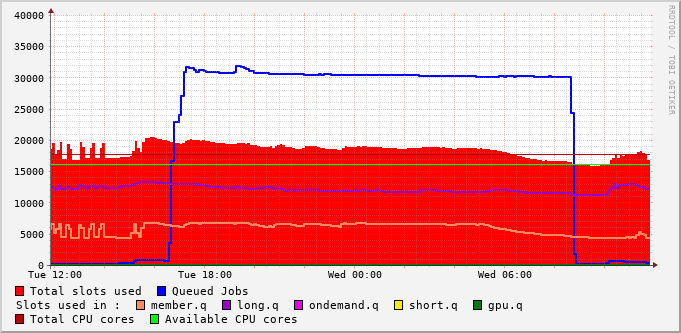 40000
35000
30000
25000
20000
15000
10000
5000
0
Tue 12:00 Tue 18:00 Wed 00:00 Wed 06:00
Total slots used Queued Jobs
Slots used in : member.q long.q ondemand.q short.q gpu.q
Total CPU cores Available CPU cores
RRDTOOL / TOBI OETIKER